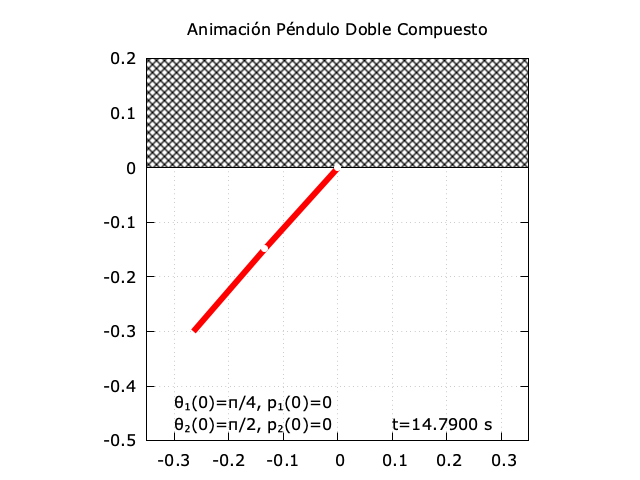 Animación Péndulo Doble Compuesto
0.2
0.1
0
-0.1
-0.2
-0.3
-0.4
-0.5
θ₁(0)=π/4, p₁(0)=0
θ₂(0)=π/2, p₂(0)=0 t=14.7900 s
-0.3 -0.2 -0.1 0 0.1 0.2 0.3